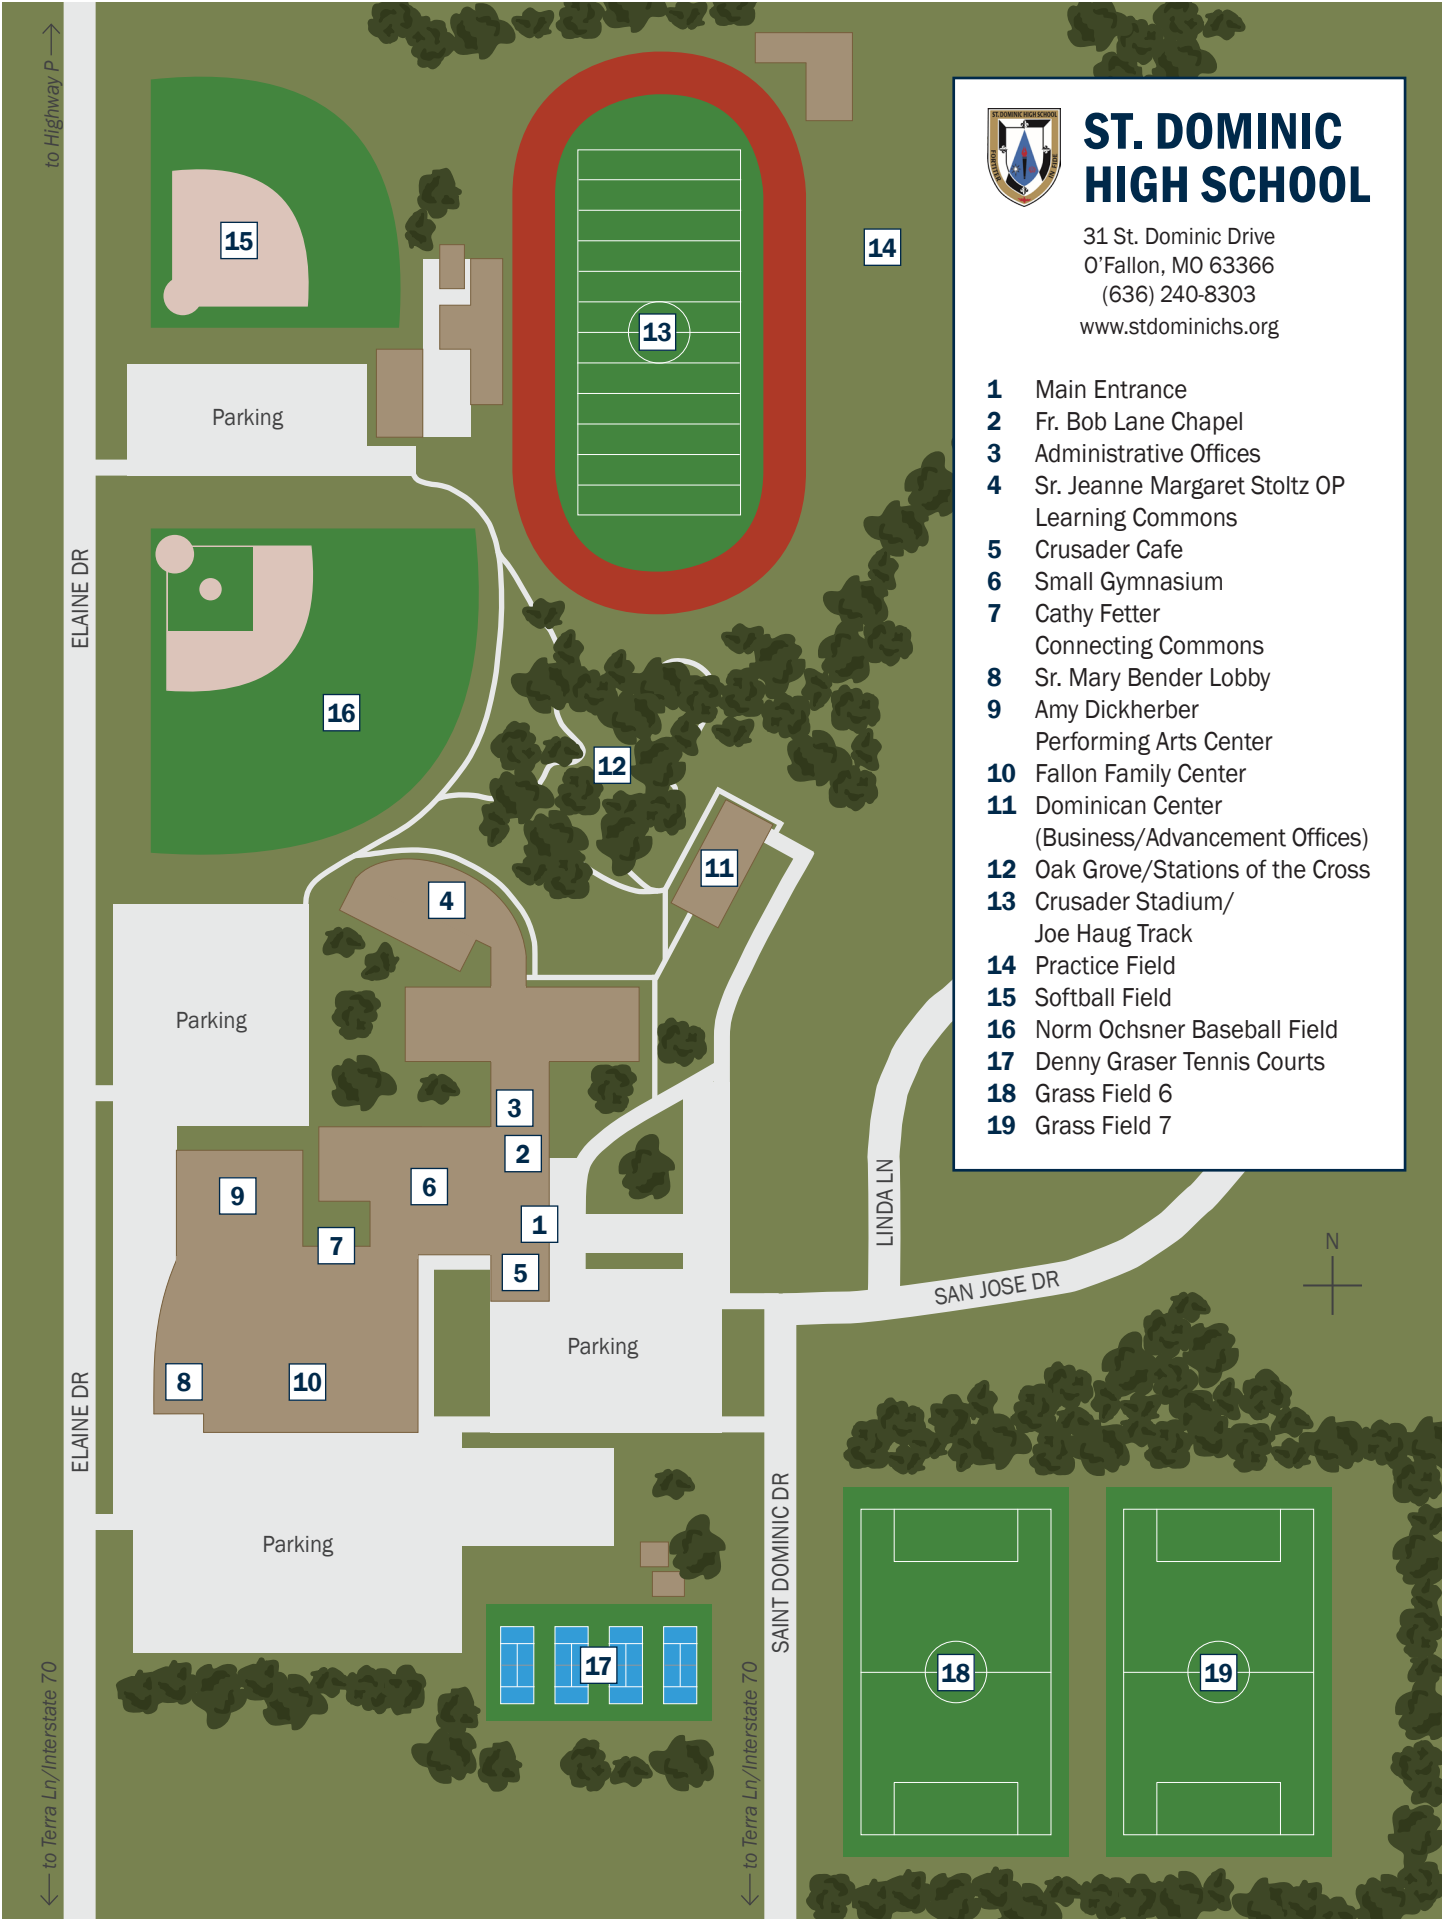 to Highway P
ST. DOMINIC HIGH SCHOOL
FORTITER
IN FIDE
ST. DOMINIC
HIGH SCHOOL
31 St. Dominic Drive
O'Fallon, MO 63366
(636) 240-8303
www.stdominichs.org
1 Main Entrance
2 Fr. Bob Lane Chapel
3 Administrative Offices
4 Sr. Jeanne Margaret Stoltz OP
Learning Commons
5 Crusader Cafe
6 Small Gymnasium
7 Cathy Fetter
Connecting Commons
8 Sr. Mary Bender Lobby
9 Amy Dickherber
Performing Arts Center
10 Fallon Family Center
11 Dominican Center
(Business/Advancement Offices)
12 Oak Grove/Stations of the Cross
13 Crusader Stadium/
Joe Haug Track
14 Practice Field
15 Softball Field
16 Norm Ochsner Baseball Field
17 Denny Graser Tennis Courts
18 Grass Field 6
19 Grass Field 7
15
14
13
Parking
ELAINE DR
16
12
11
4
Parking
3
2
6
9
1
7
5
LINDA LN
N
SAN JOSE DR
Parking
8
10
ELAINE DR
Parking
SAINT DOMINIC DR
17
18
19
to Terra Ln/Interstate 70
to Terra Ln/Interstate 70